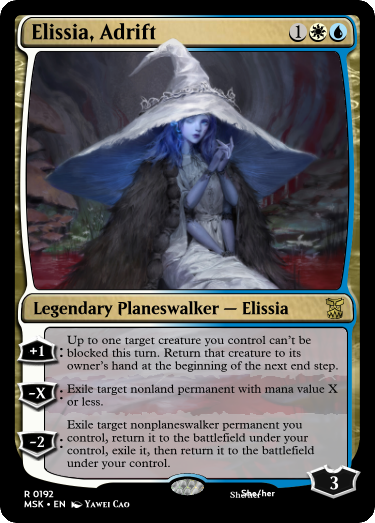 Elissia, Adrift 1
Legendary Planeswalker — Elissia
+1 : Up to one target creature you control can't be
blocked this turn. Return that creature to its
owner's hand at the beginning of the next end step.
-X : Exile target nonland permanent with mana value X
or less.
-2 : Exile target nonplaneswalker permanent you
control, return it to the battlefield under your
control, exile it, then return it to the battlefield
under your control.
3
R 0192
She/her
MSK • EN Yawei Cao